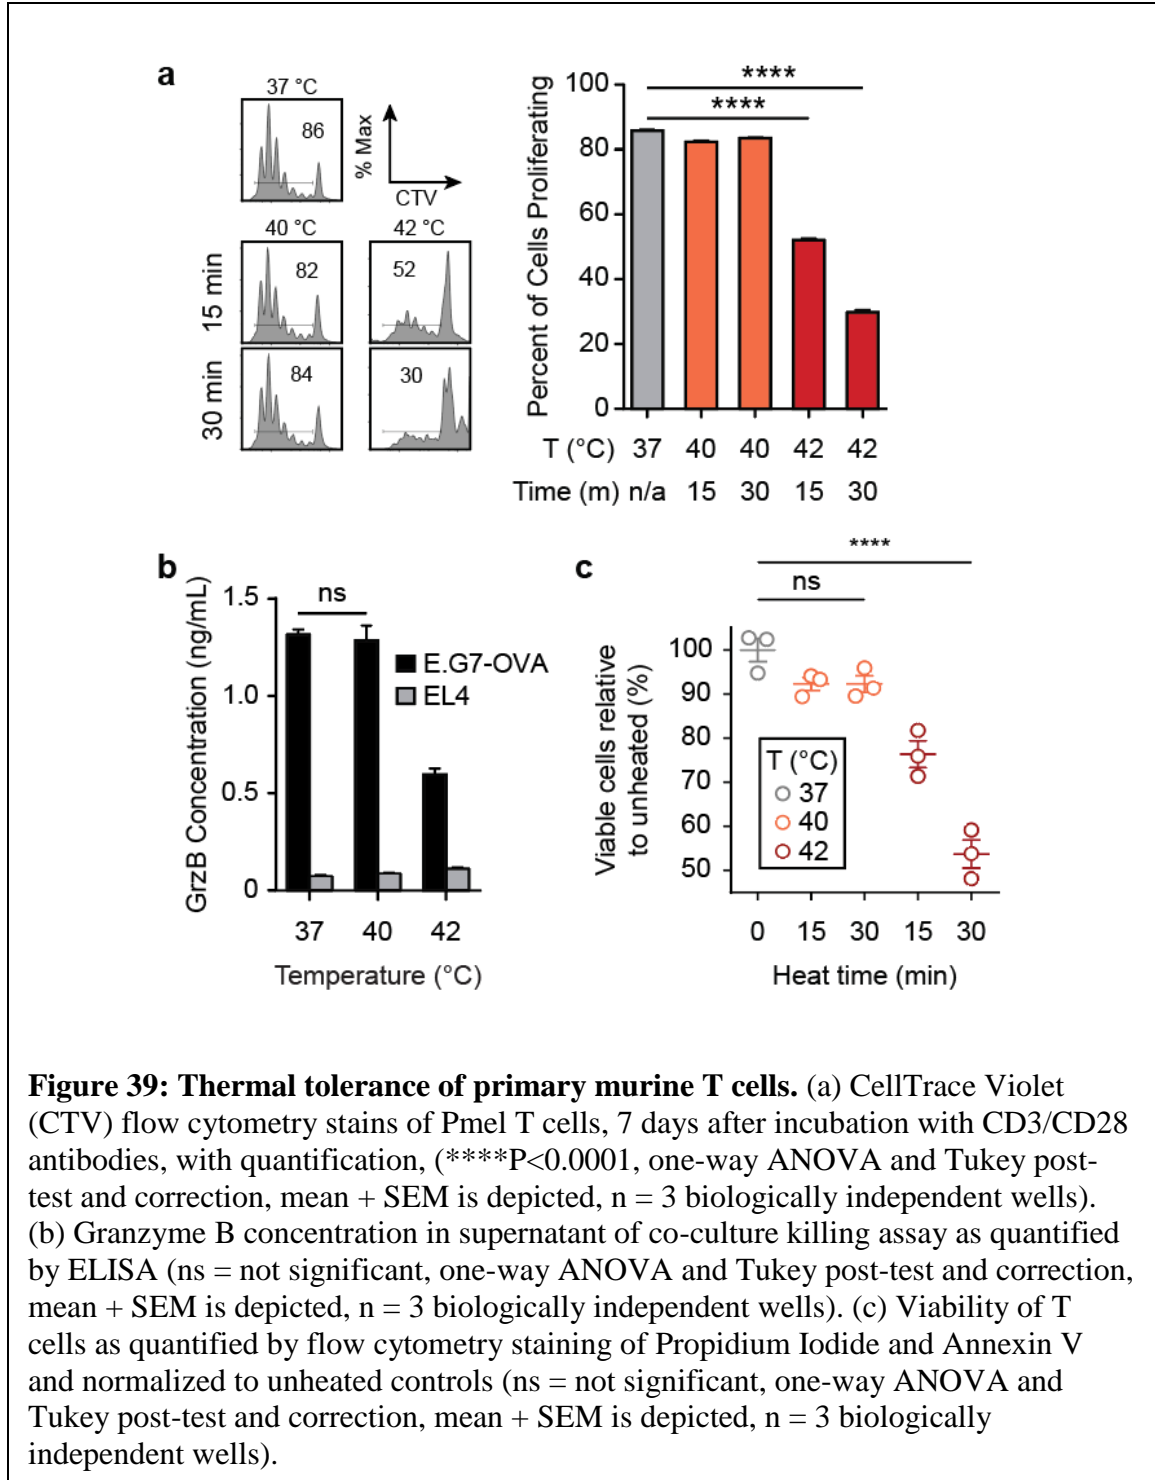 a
37 °C
86
% Max
CTV
40 °C
42 °C
15 min
82
52
30 min
84
30
Percent of Cells Proliferating
100
80
60
40
20
0
****
****
T (°C) 37 40 40 42 42
Time (m) n/a 15 30 15 30
b
GrzB Concentration (ng/mL)
1.5
1.0
0.5
0
ns
E.G7-OVA
EL4
37 40 42
Temperature (°C)
c
****
ns
Viable cells relative
to unheated (%)
100
90
80
70
60
50
T (°C)
37
40
42
0 15 30 15 30
Heat time (min)
Figure 39: Thermal tolerance of primary murine T cells. (a) CellTrace Violet
(CTV) flow cytometry stains of Pmel T cells, 7 days after incubation with CD3/CD28
antibodies, with quantification, (****P<0.0001, one-way ANOVA and Tukey post-
test and correction, mean + SEM is depicted, n = 3 biologically independent wells).
(b) Granzyme B concentration in supernatant of co-culture killing assay as quantified
by ELISA (ns = not significant, one-way ANOVA and Tukey post-test and correction,
mean + SEM is depicted, n = 3 biologically independent wells). (c) Viability of T
cells as quantified by flow cytometry staining of Propidium Iodide and Annexin V
and normalized to unheated controls (ns = not significant, one-way ANOVA and
Tukey post-test and correction, mean + SEM is depicted, n = 3 biologically
independent wells).